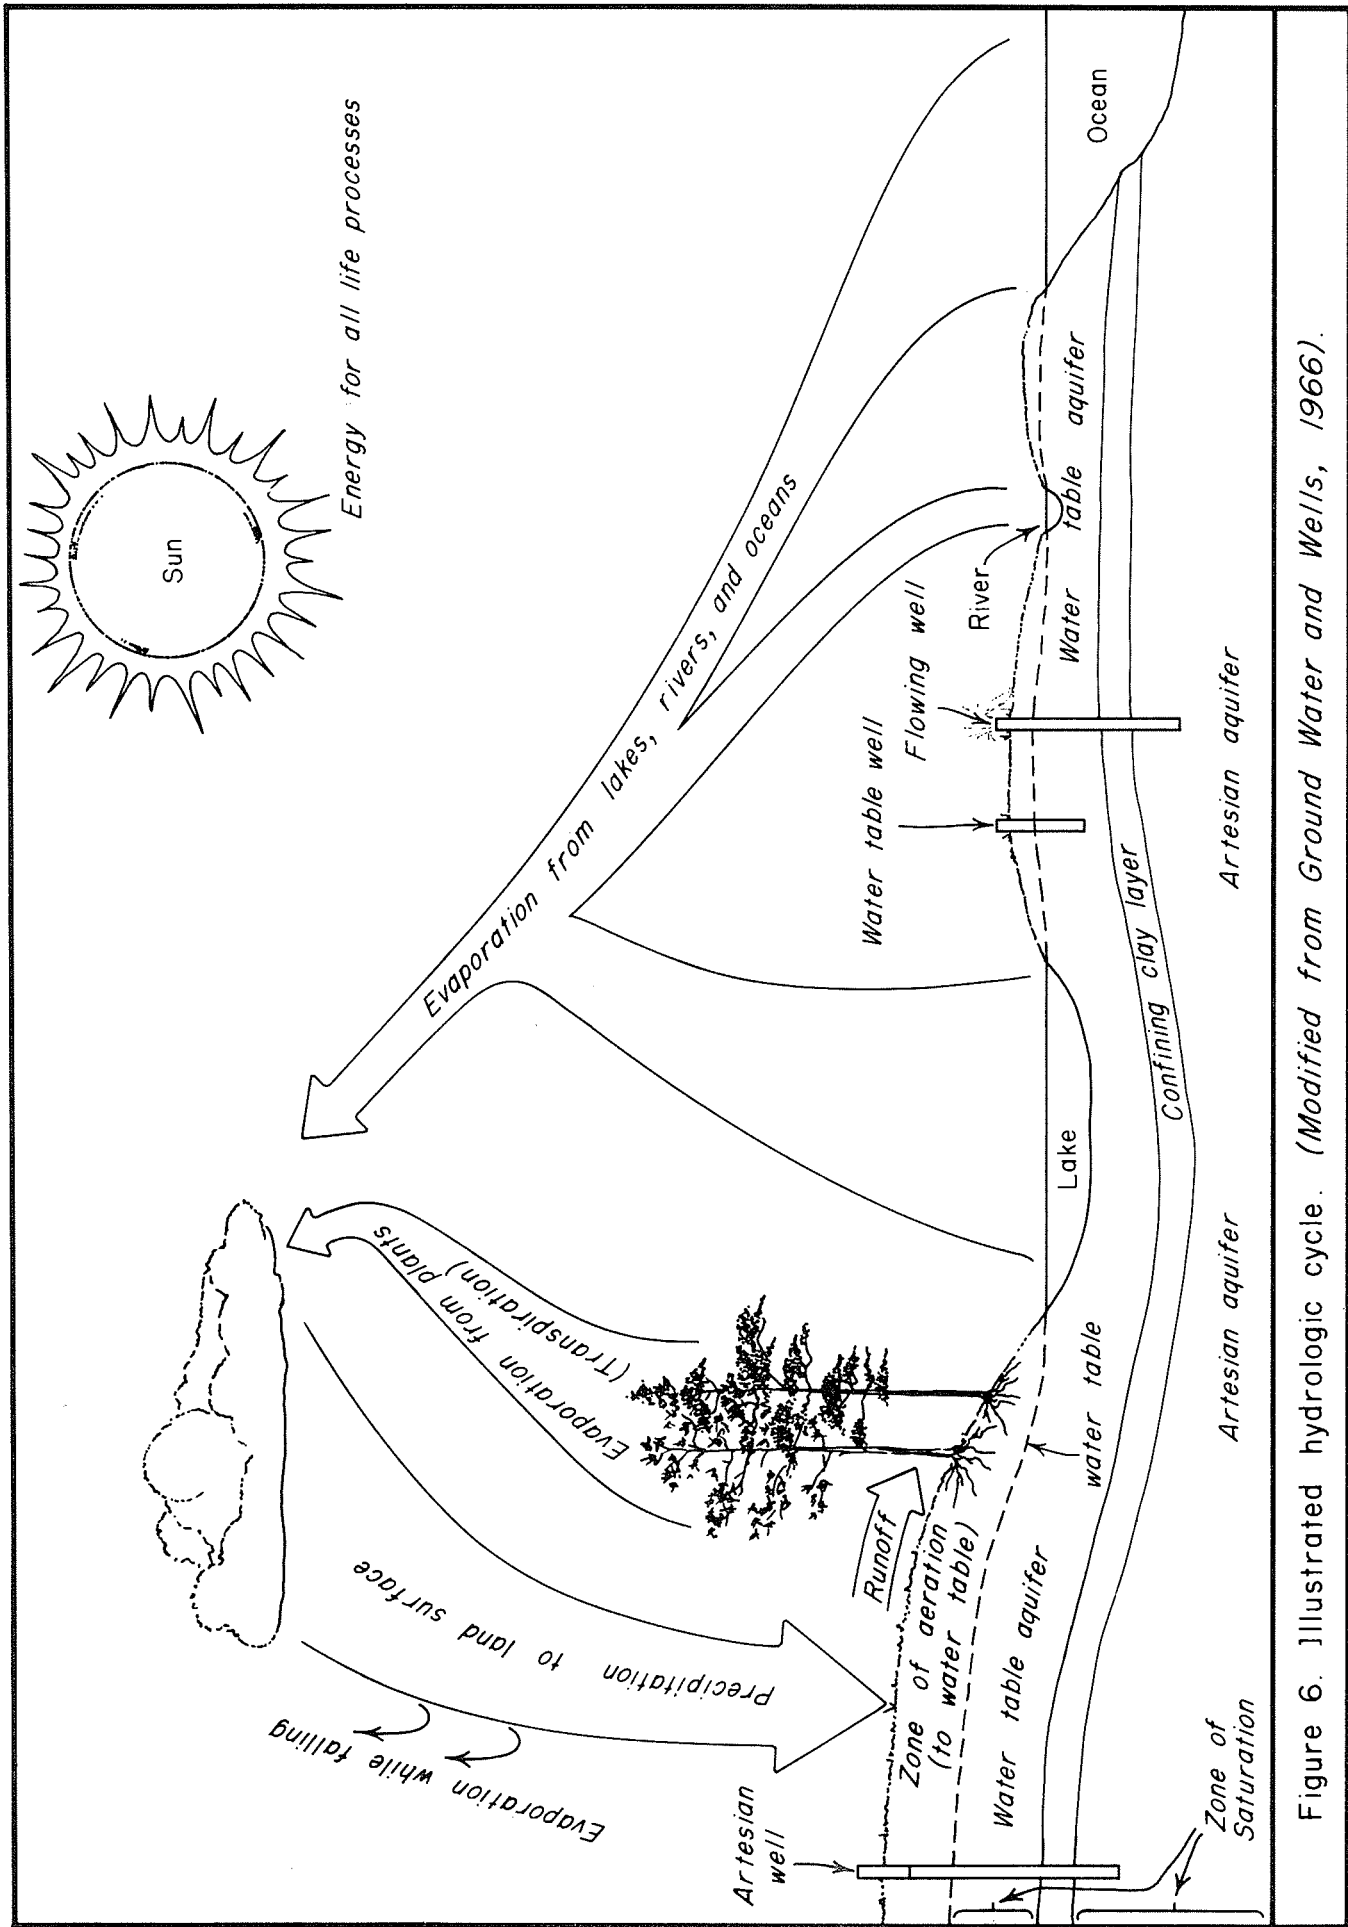 Sun
Energy for all life processes
Evaporation while falling
Precipitation to land surface
Evaporation from plants
(Transpiration)
Evaporation from lakes, rivers, and oceans
Artesian
well
Runoff
Zone of aeration
(to water table)
Water table aquifer
water table
Lake
Water table well
Flowing well
River
Water table aquifer
Ocean
Confining clay layer
Zone of
Saturation
Artesian aquifer
Artesian aquifer
Figure 6. Illustrated hydrologic cycle. (Modified from Ground Water and Wells, 1966).